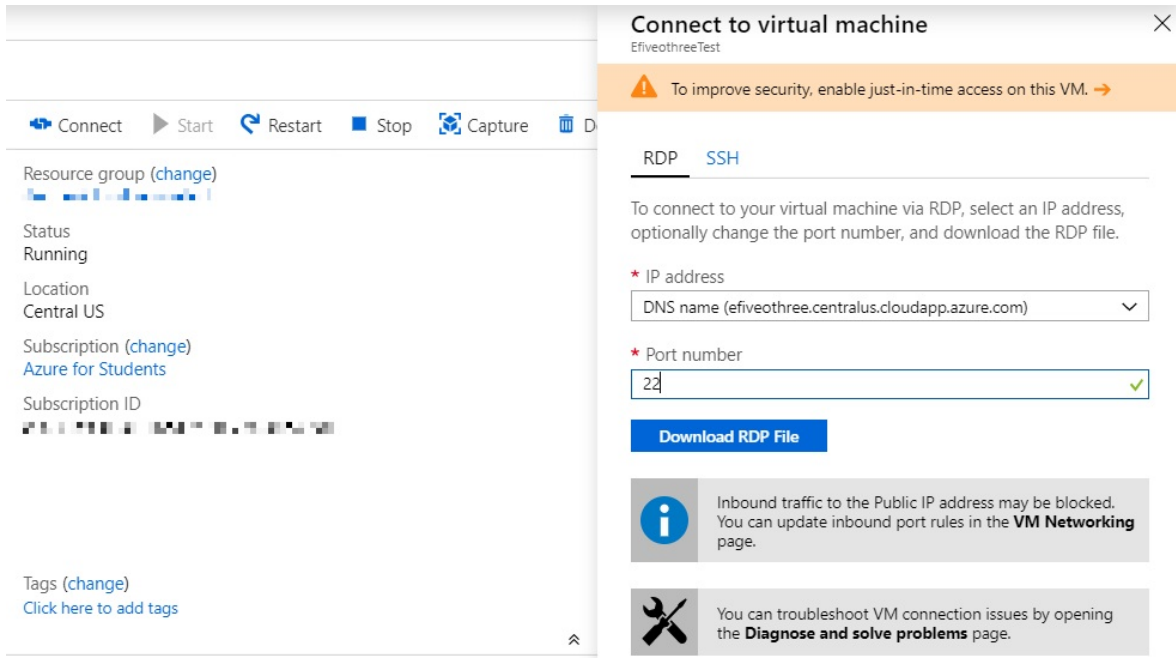 Connect Start Restart Stop Capture
Resource group (change)
Status
Running
Location
Central US
Subscription (change)
Azure for Students
Subscription ID
Tags (change)
Click here to add tags
Connect to virtual machine
EfiveothreeTest
To improve security, enable just-in-time access on this VM. →
RDP SSH
To connect to your virtual machine via RDP, select an IP address,
optionally change the port number, and download the RDP file.
* IP address
DNS name (efiveothree.centralus.cloudapp.azure.com)
* Port number
22
Download RDP File
Inbound traffic to the Public IP address may be blocked.
You can update inbound port rules in the VM Networking
page.
You can troubleshoot VM connection issues by opening
the Diagnose and solve problems page.